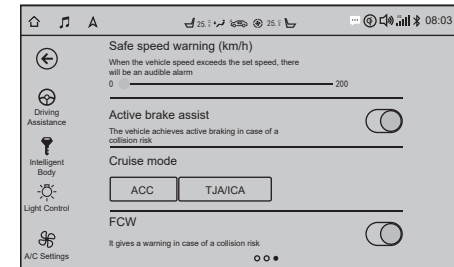 25.5
25.5
08:03
Safe speed warning (km/h)
When the vehicle speed exceeds the set speed, there
will be an audible alarm
0
200
Driving
Assistance
Active brake assist
The vehicle achieves active braking in case of a
collision risk
Intelligent
Body
Cruise mode
ACC
TJA/ICA
Light Control
FCW
It gives a warning in case of a collision risk
A/C Settings